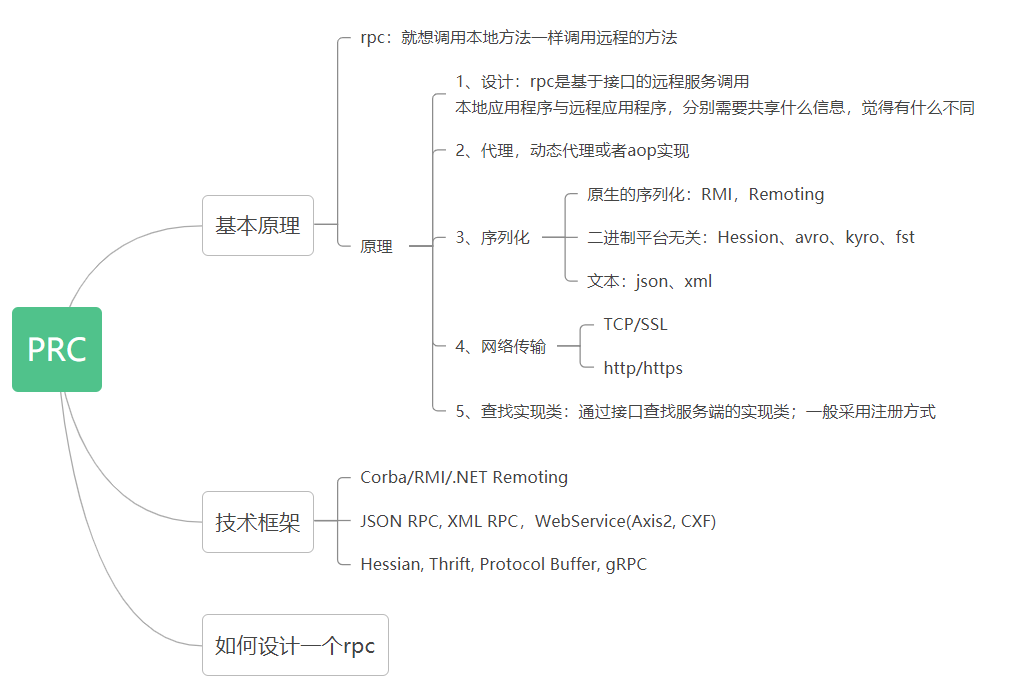 PRC
基本原理
rpc：就想调用本地方法一样调用远程的方法
原理
1、设计：rpc是基于接口的远程服务调用
本地应用程序与远程应用程序，分别需要共享什么信息，觉得有什么不同
2、代理，动态代理或者aop实现
3、序列化
原生的序列化：RMI，Remoting
二进制平台无关：Hession、avro、kyro、fst
文本：json、xml
4、网络传输
TCP/SSL
http/https
5、查找实现类：通过接口查找服务端的实现类；一般采用注册方式
技术框架
Corba/RMI/.NET Remoting
JSON RPC, XML RPC，WebService(Axis2, CXF)
Hessian, Thrift, Protocol Buffer, gRPC
如何设计一个rpc